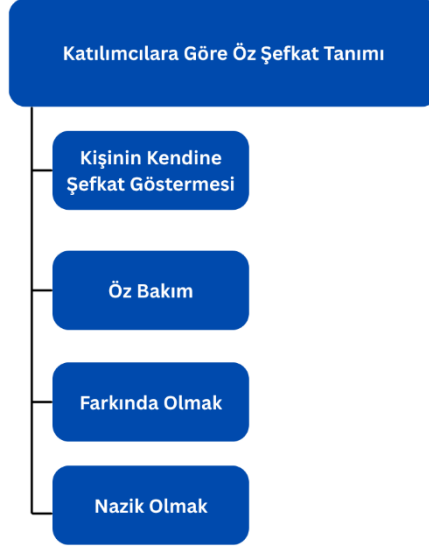 Katılımcılara Göre Öz Şefkat Tanımı
Kişinin Kendine
Şefkat Göstermesi
Öz Bakım
Farkında Olmak
Nazik Olmak